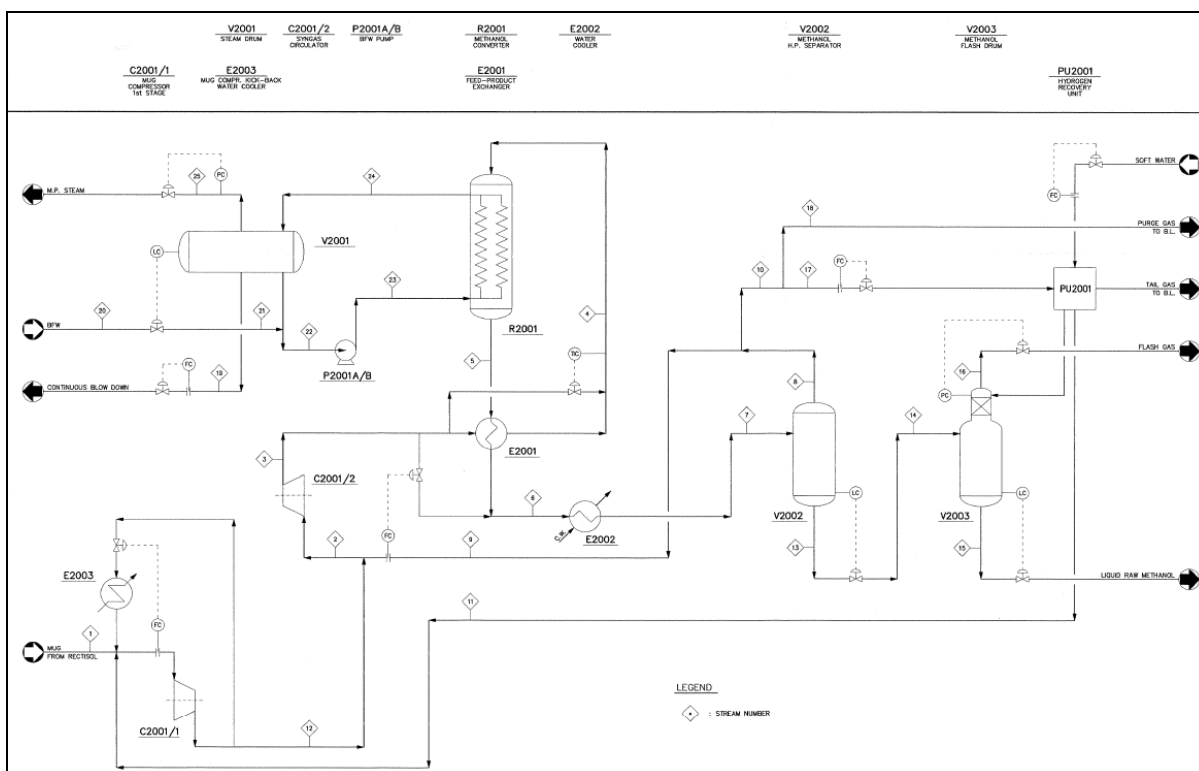 V2001
STEAM DRUM
C2001/2
SYNGAS
CIRCULATOR
P2001A/B
BFW PUMP
R2001
METHANOL
CONVERTER
E2002
WATER
COOLER
V2002
METHANOL
H.P. SEPARATOR
V2003
METHANOL
FLASH DRUM
C2001/1
MUG
COMPRESSOR
1st STAGE
E2003
MUG COMPR. KICK-BACK
WATER COOLER
E2001
FEED-PRODUCT
EXCHANGER
PU2001
HYDROGEN
RECOVERY
UNIT
SOFT WATER
M.P. STEAM
25
PC
24
FC
18
PURGE GAS
TO B.L.
LC
V2001
10
17
FC
PU2001
TAIL GAS
TO B.L.
23
4
20
BFW
21
22
P2001A/B
R2001
5
TIC
FLASH GAS
16
PC
CONTINUOUS BLOW DOWN
FC
19
8
7
14
3
E2001
C2001/2
6
C.W.
E2002
LC
V2002
LC
V2003
FC
2
9
13
15
E2003
LIQUID RAW METHANOL
11
1
FC
MUG
FROM RECTISOL
C2001/1
12
LEGEND
: STREAM NUMBER